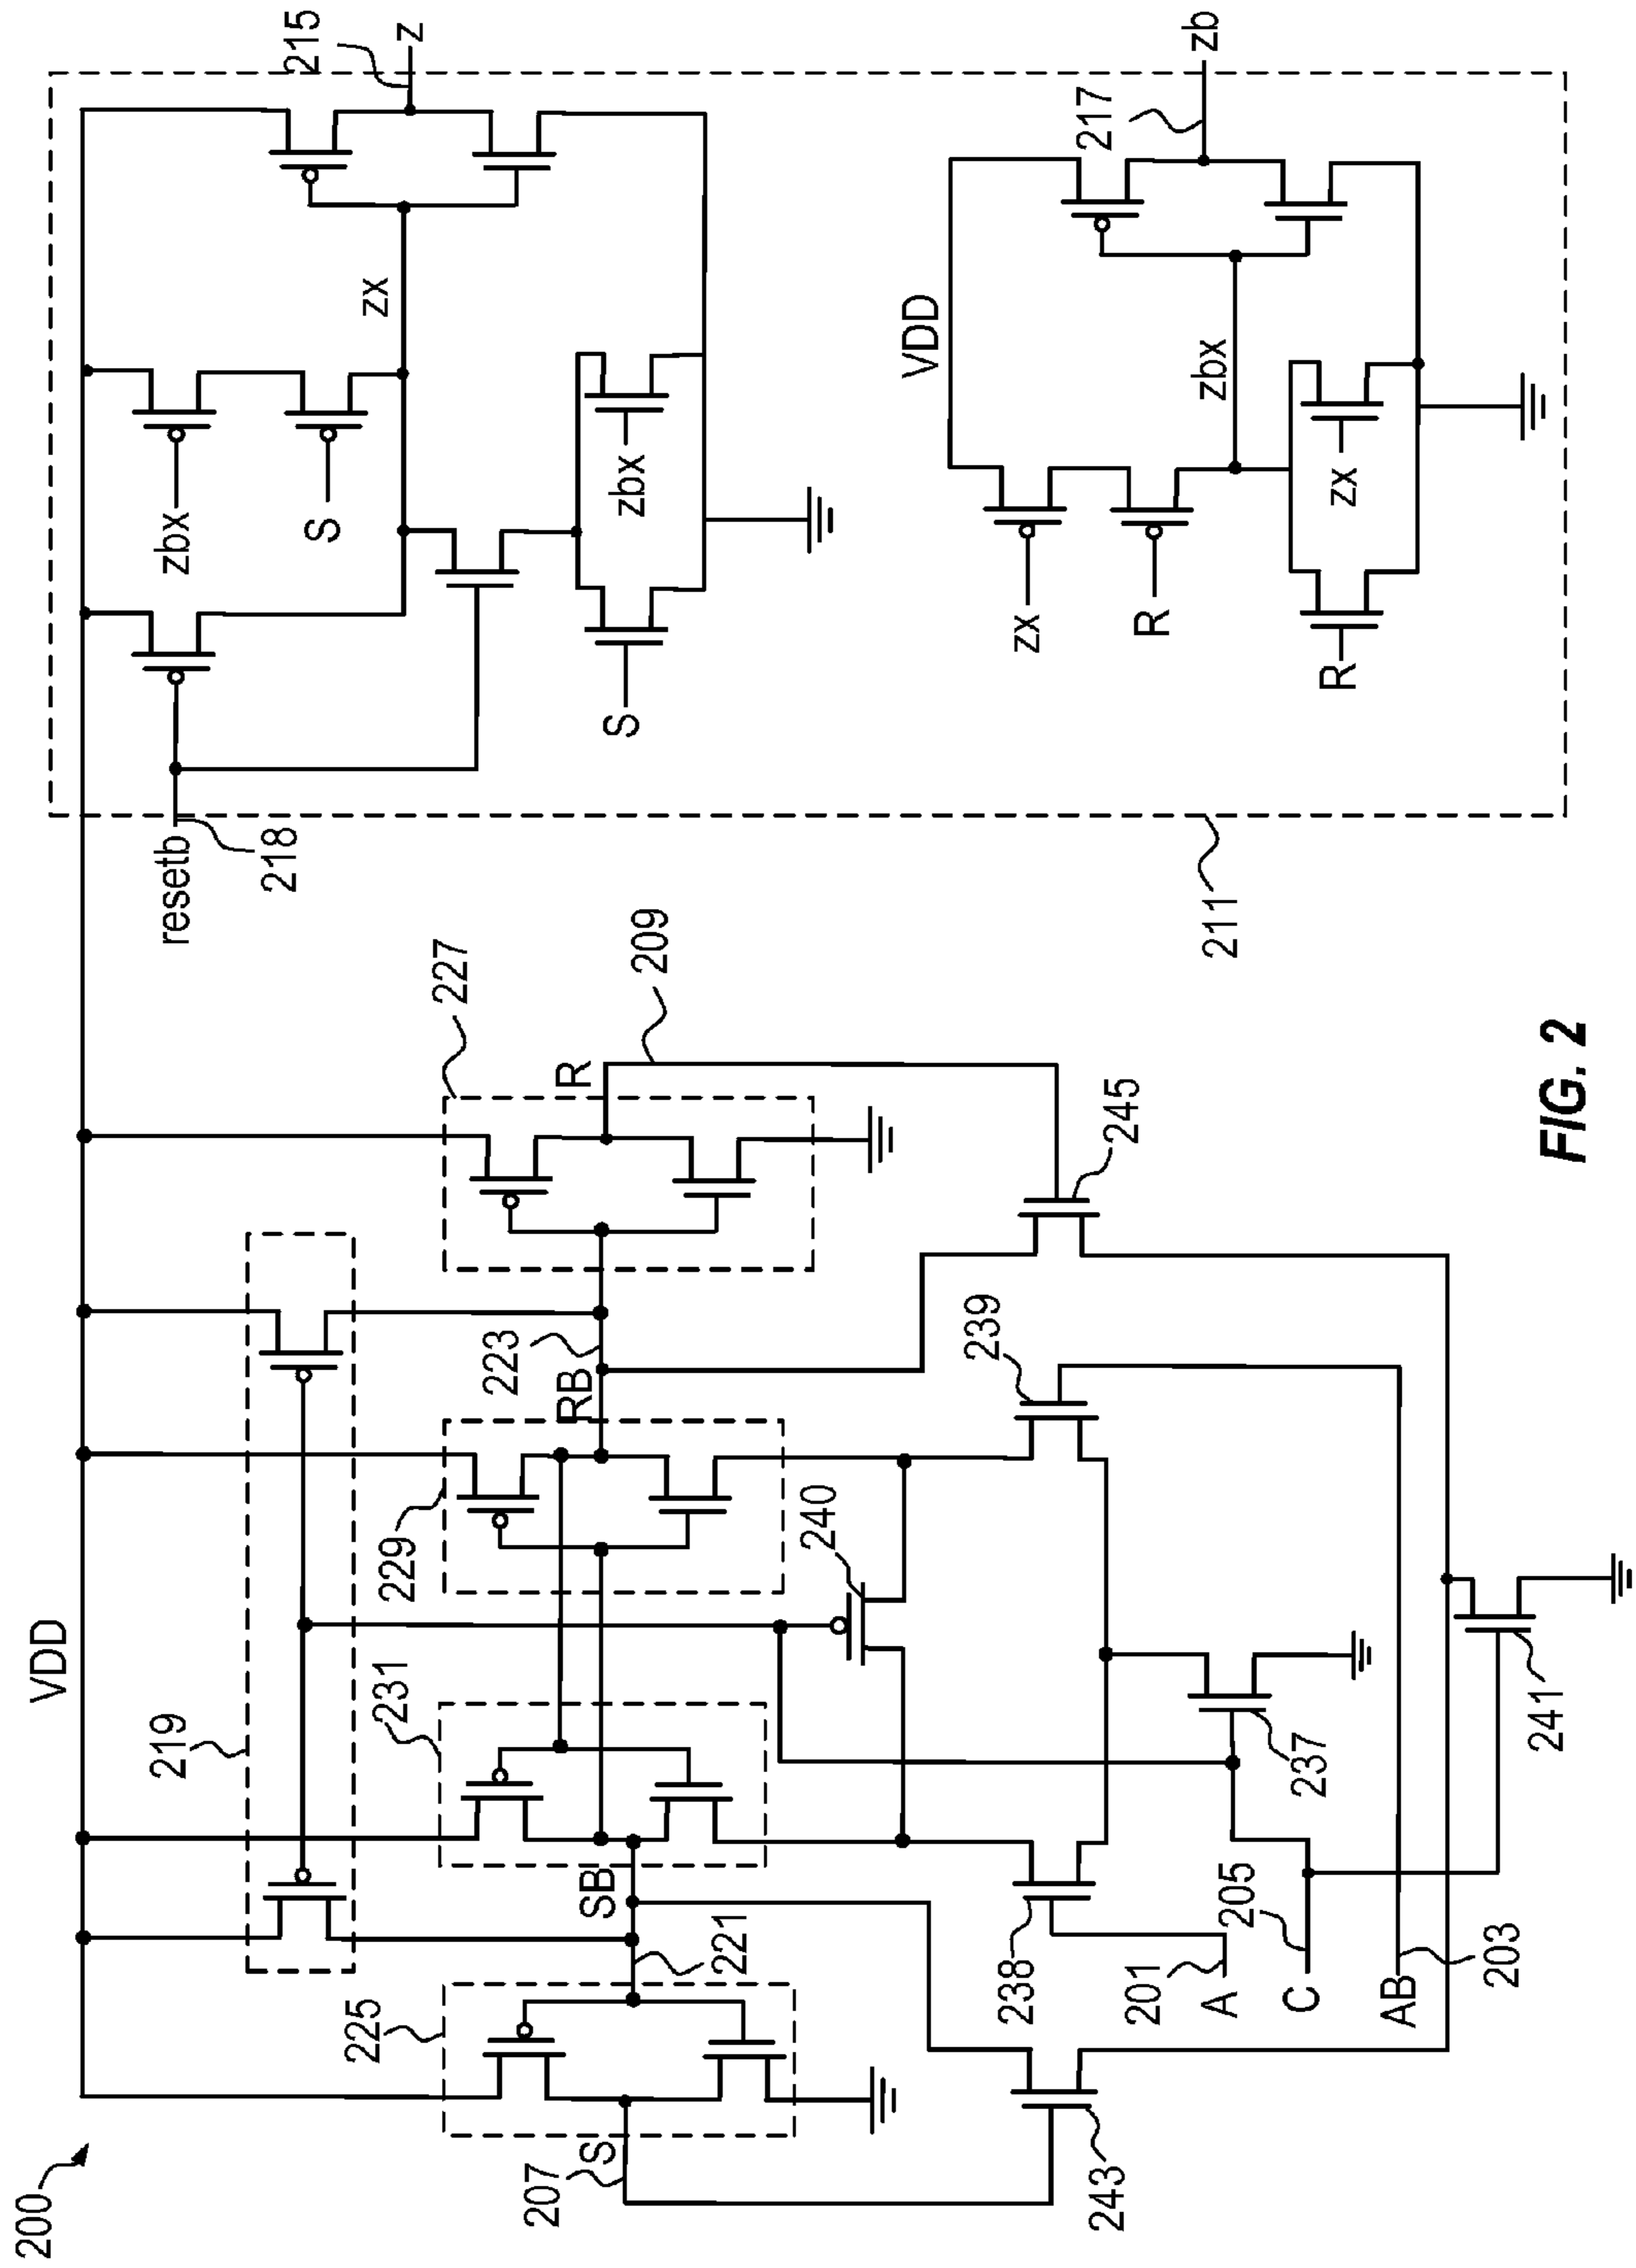 200
VDD
219
225
231
229
227
S
207
SB
221
RB
223
R
209
240
238
239
243
245
201
A
205
C
AB
203
237
241
resetb
218
zbx
S
zx
215
z
S
zbx
VDD
zx
R
zbx
217
zb
R
zx
211
FIG. 2